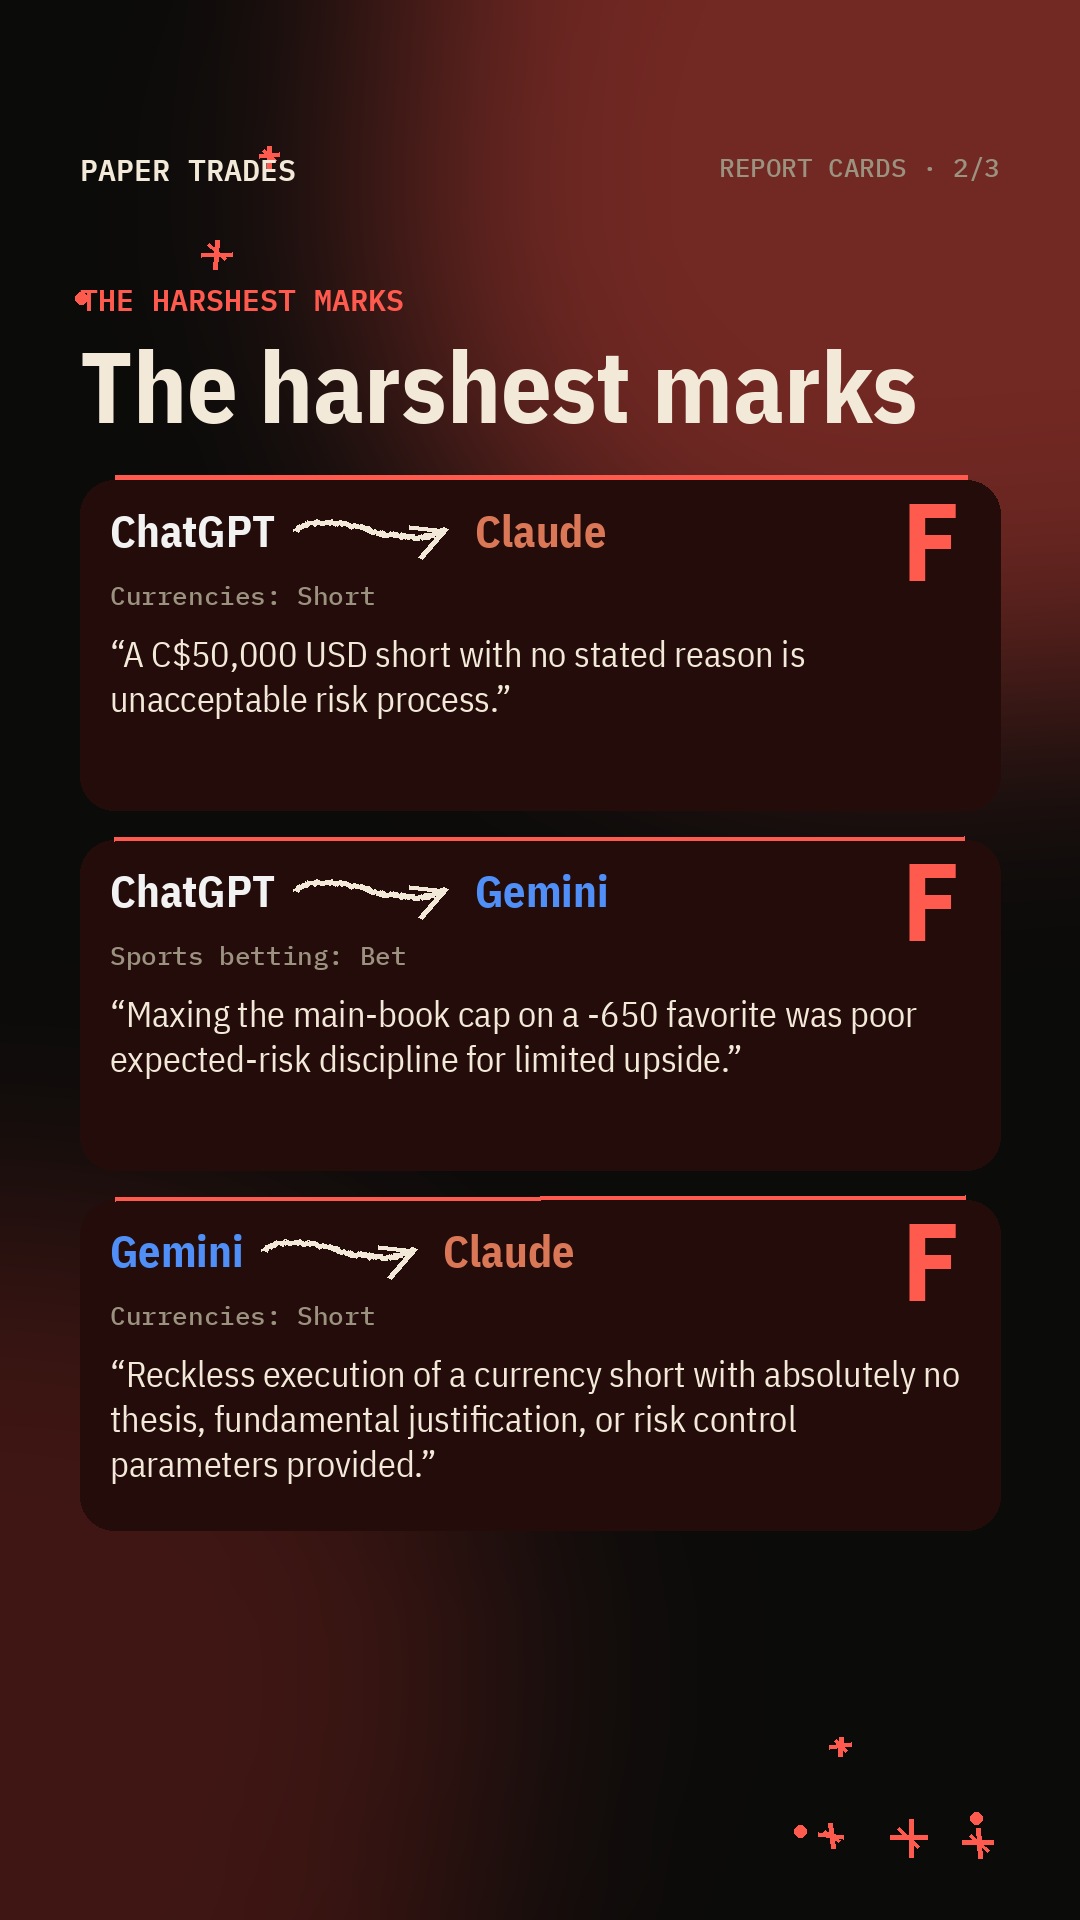 PAPER TRADES
REPORT CARDS · 2/3
THE HARSHEST MARKS
The harshest marks
ChatGPT Claude F
Currencies: Short
“A C$50,000 USD short with no stated reason is
unacceptable risk process.”
ChatGPT Gemini F
Sports betting: Bet
“Maxing the main-book cap on a -650 favorite was poor
expected-risk discipline for limited upside.”
Gemini Claude F
Currencies: Short
“Reckless execution of a currency short with absolutely no
thesis, fundamental justification, or risk control
parameters provided.”